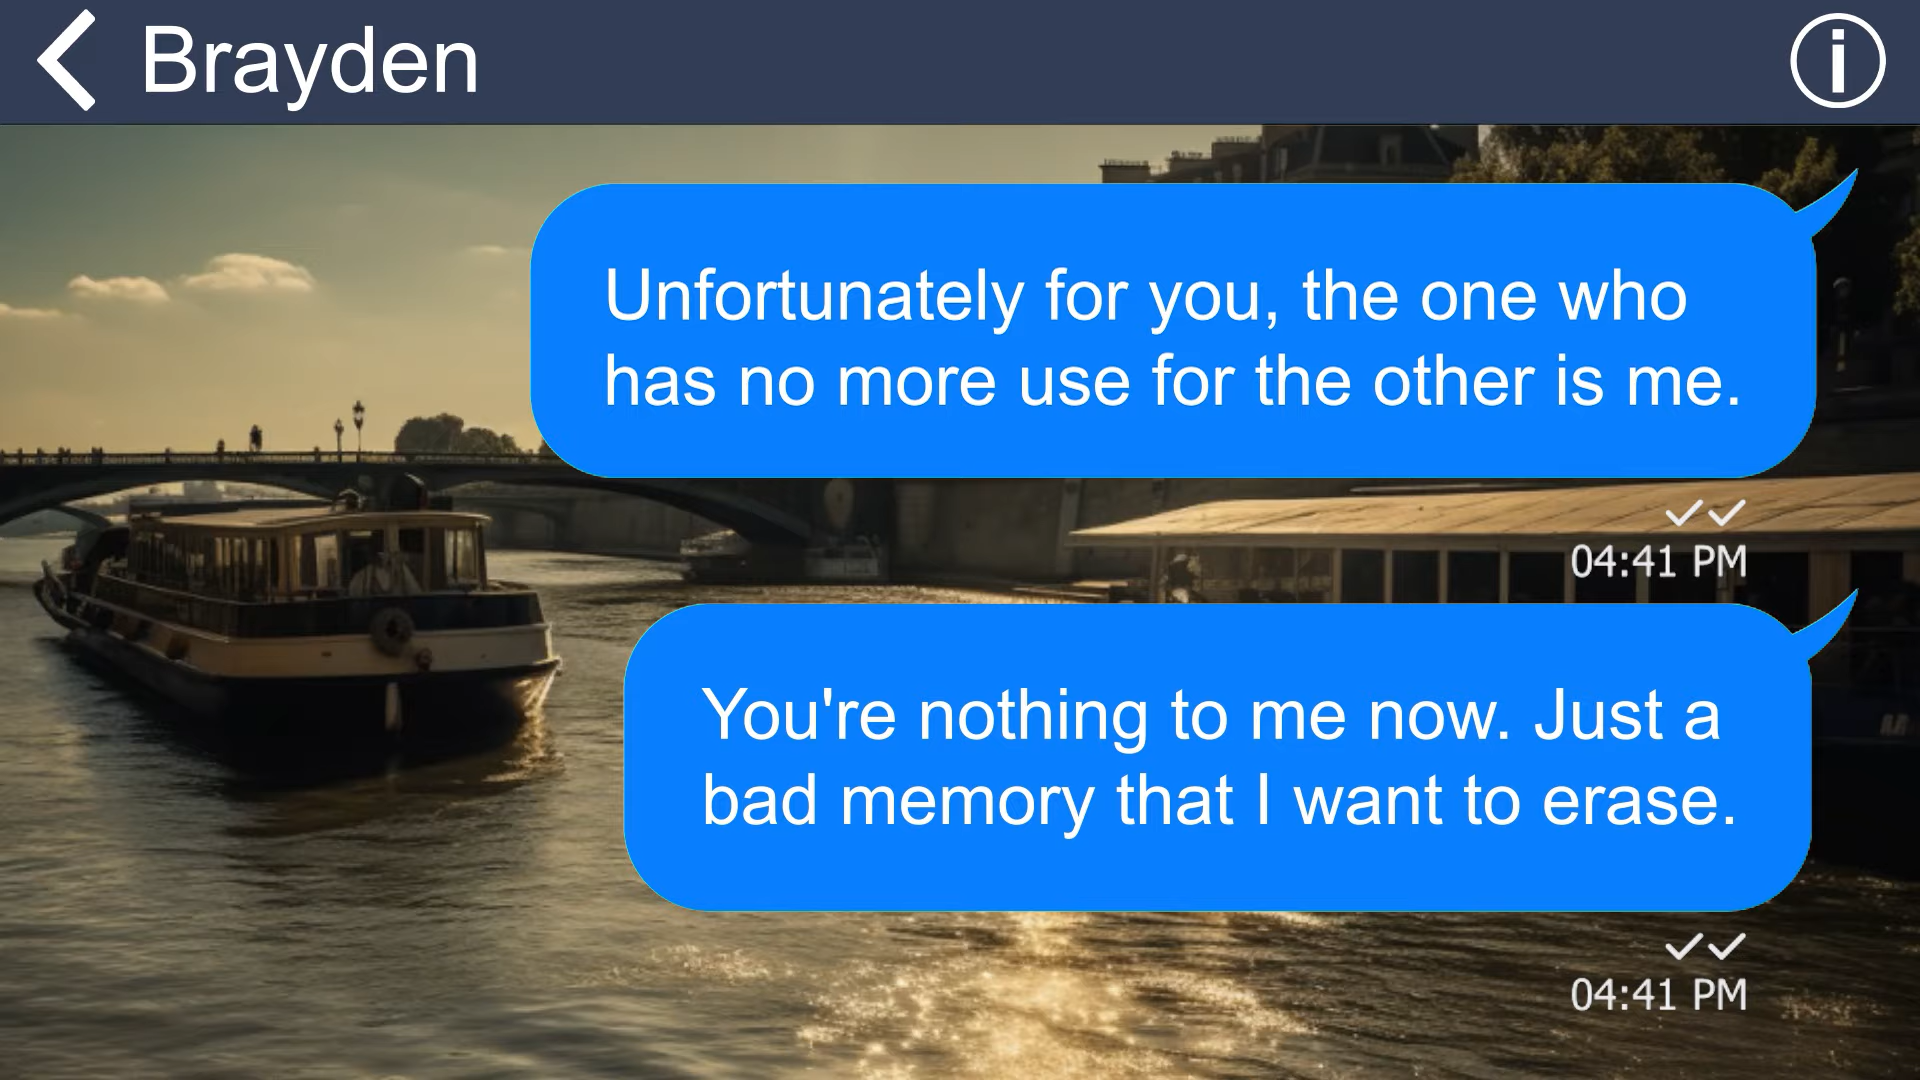 Brayden
Unfortunately for you, the one who
has no more use for the other is me.
04:41 PM
You're nothing to me now. Just a
bad memory that I want to erase.
04:41 PM